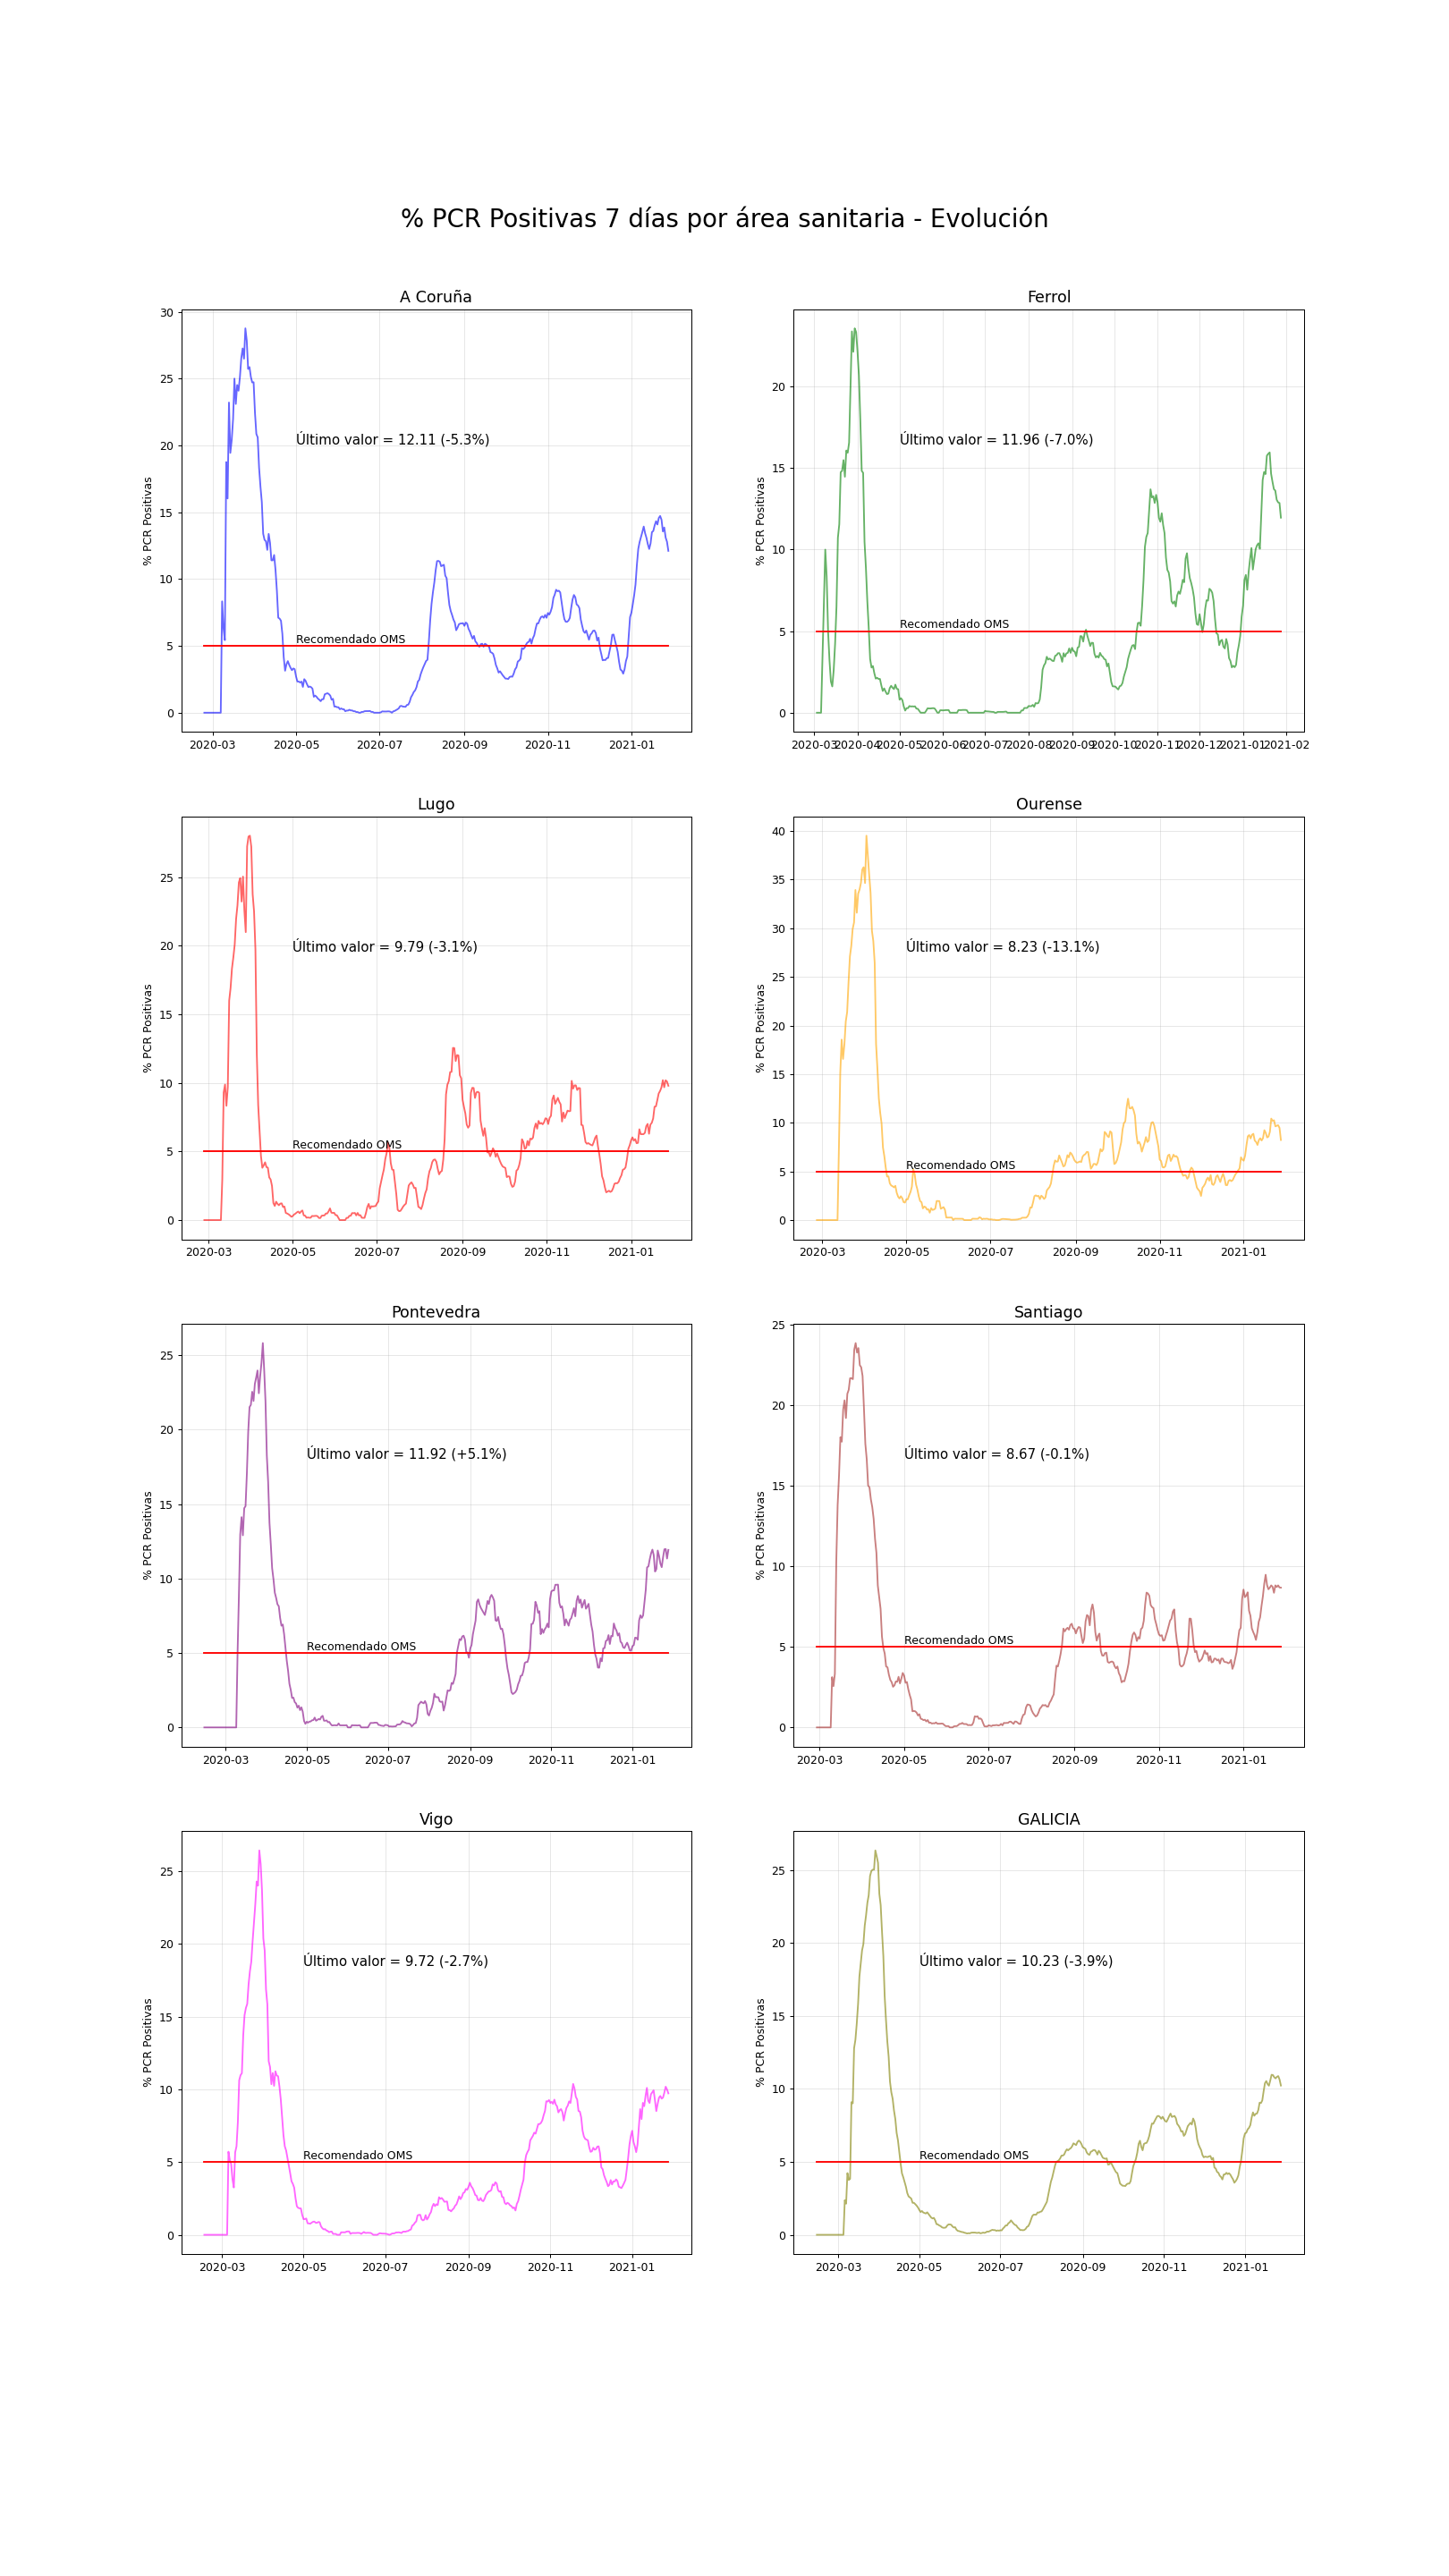 % PCR Positivas 7 días por área sanitaria - Evolución
A Coruña
30
25
20
15
10
5
0
% PCR Positivas
Último valor = 12.11 (-5.3%)
Recomendado OMS
2020-03 2020-05 2020-07 2020-09 2020-11 2021-01
Ferrol
20
15
10
5
0
% PCR Positivas
Último valor = 11.96 (-7.0%)
Recomendado OMS
2020-03 2020-04 2020-05 2020-06 2020-07 2020-08 2020-09 2020-10 2020-11 2020-12 2021-01 2021-02
Lugo
25
20
15
10
5
0
% PCR Positivas
Último valor = 9.79 (-3.1%)
Recomendado OMS
2020-03 2020-05 2020-07 2020-09 2020-11 2021-01
Ourense
40
35
30
25
20
15
10
5
0
% PCR Positivas
Último valor = 8.23 (-13.1%)
Recomendado OMS
2020-03 2020-05 2020-07 2020-09 2020-11 2021-01
Pontevedra
25
20
15
10
5
0
% PCR Positivas
Último valor = 11.92 (+5.1%)
Recomendado OMS
2020-03 2020-05 2020-07 2020-09 2020-11 2021-01
Santiago
25
20
15
10
5
0
% PCR Positivas
Último valor = 8.67 (-0.1%)
Recomendado OMS
2020-03 2020-05 2020-07 2020-09 2020-11 2021-01
Vigo
25
20
15
10
5
0
% PCR Positivas
Último valor = 9.72 (-2.7%)
Recomendado OMS
2020-03 2020-05 2020-07 2020-09 2020-11 2021-01
GALICIA
25
20
15
10
5
0
% PCR Positivas
Último valor = 10.23 (-3.9%)
Recomendado OMS
2020-03 2020-05 2020-07 2020-09 2020-11 2021-01